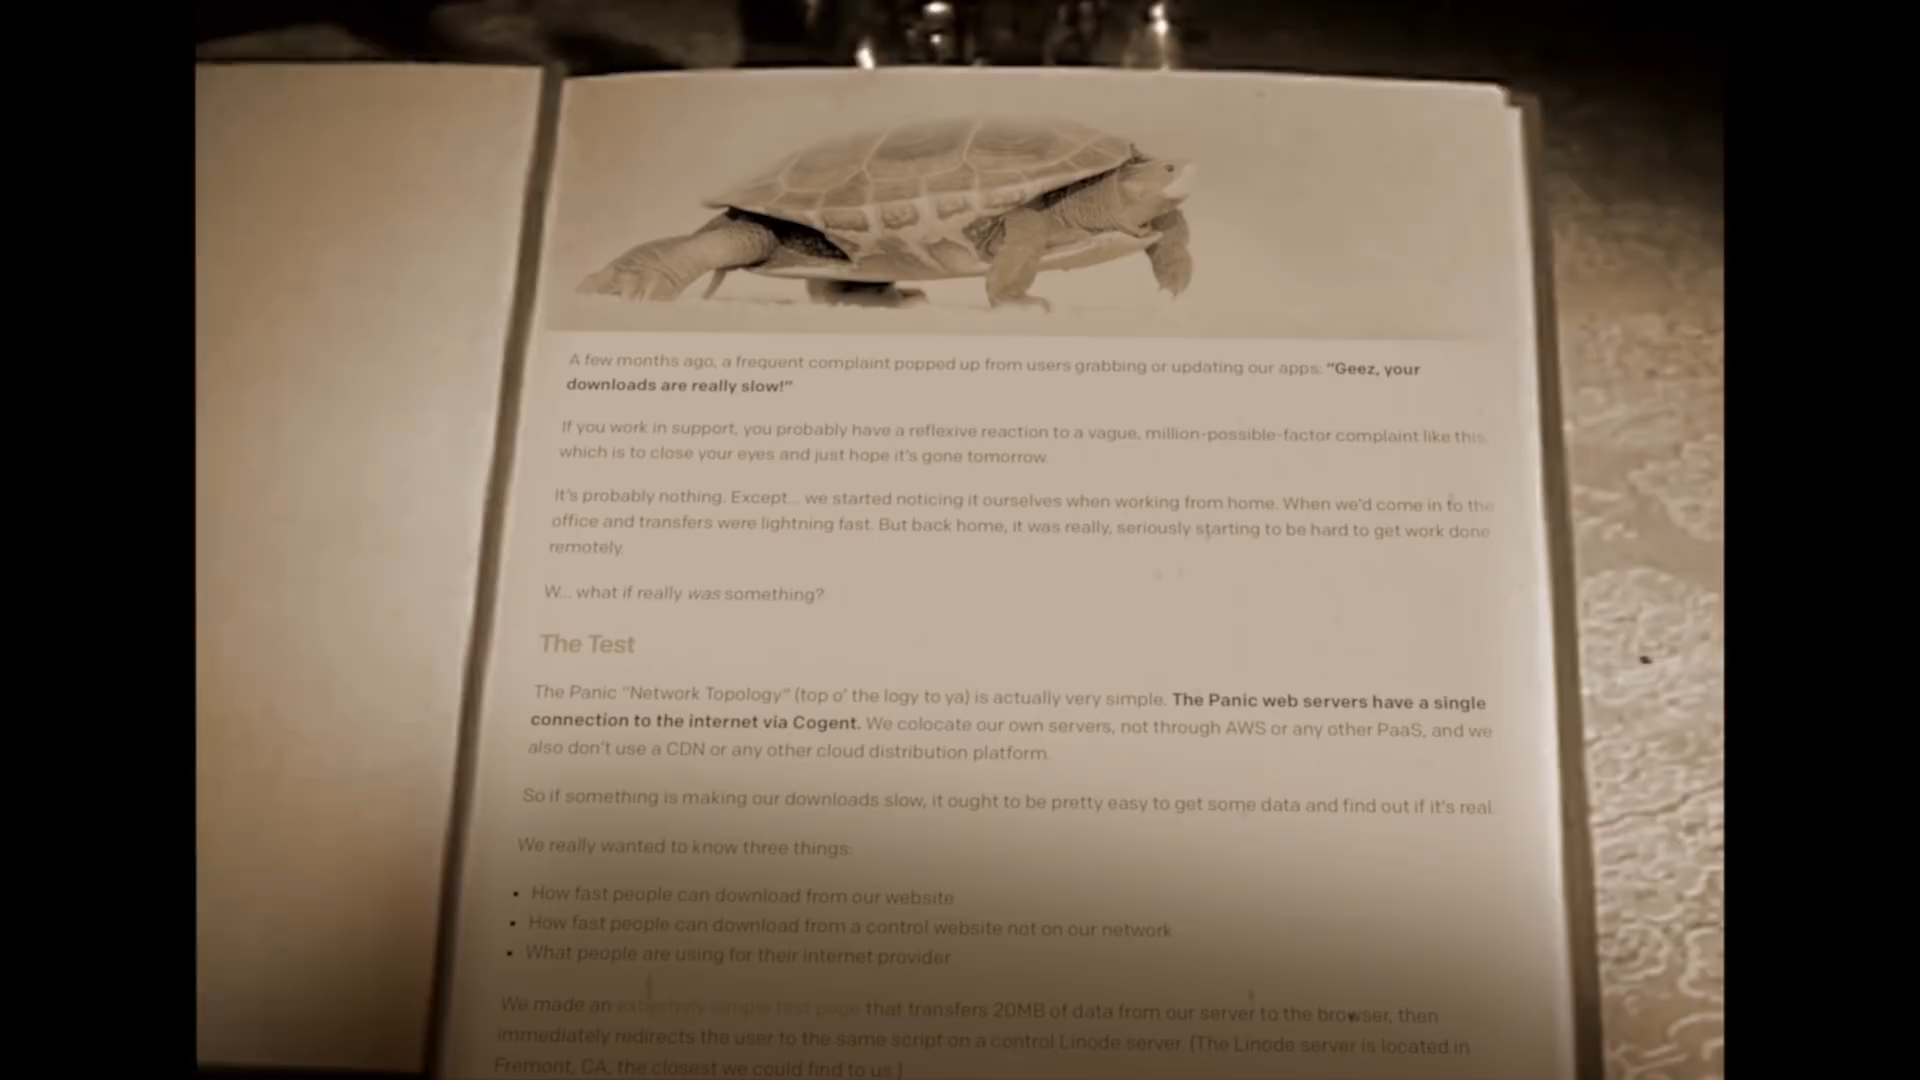 A few months ago, a frequent complaint popped up from users grabbing or updating our apps. “Geez, your
downloads are really slow!”
If you work in support, you probably have a reflexive reaction to a vague, million-possible-factor complaint like this,
which is to close your eyes and just hope it's gone tomorrow.
It's probably nothing. Except... we started noticing it ourselves when working from home. When we'd come in to the
office and transfers were lightning fast. But back home, it was really, seriously starting to be hard to get work done
remotely.
W... what if really was something?
The Test
The Panic “Network Topology” (top o' the logy to ya) is actually very simple. The Panic web servers have a single
connection to the internet via Cogent. We colocate our own servers, not through AWS or any other PaaS, and we
also don't use a CDN or any other cloud distribution platform.
So if something is making our downloads slow, it ought to be pretty easy to get some data and find out if it's real.
We really wanted to know three things:
• How fast people can download from our website
• How fast people can download from a control website not on our network
• What people are using for their internet provider
We made an extremely simple test page that transfers 20MB of data from our server to the browser, then
immediately redirects the user to the same script on a control Linode server. (The Linode server is located in
Fremont, CA, the closest we could find to us.)